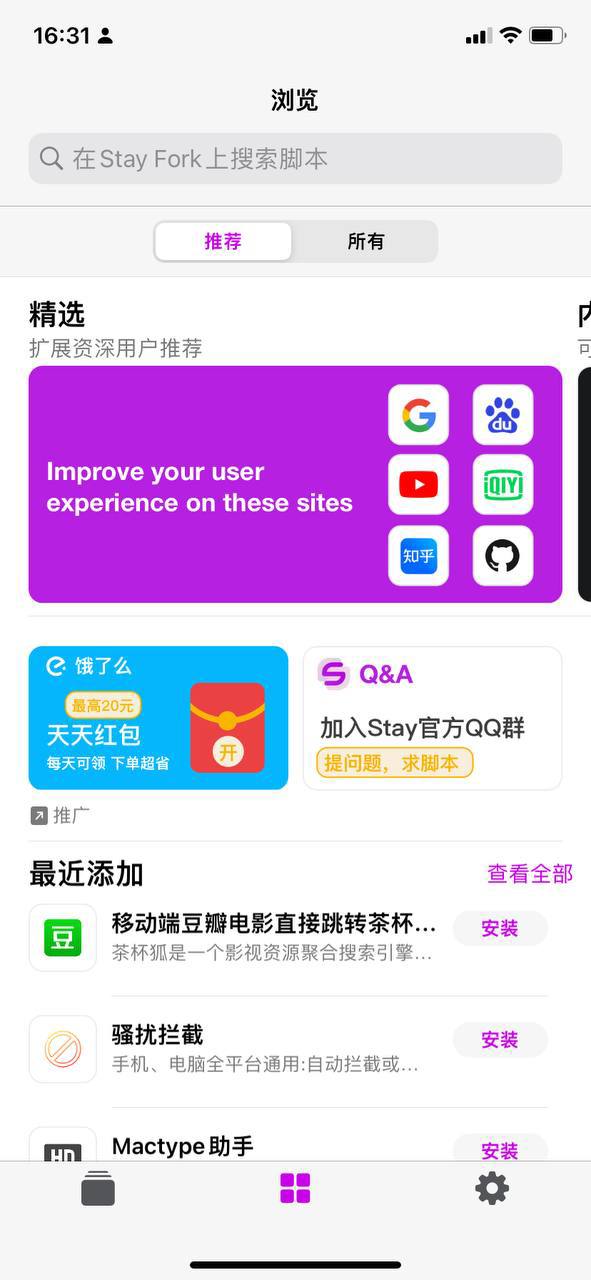 16:31
浏览
在Stay Fork上搜索脚本
推荐
所有
精选
扩展资深用户推荐
Improve your user
experience on these sites
G
du
iQIYI
知乎
饿了么
最高20元
天天红包
每天可领 下单超省
开
S Q&A
加入Stay官方QQ群
提问题，求脚本
推广
最近添加
查看全部
豆
移动端豆瓣电影直接跳转茶杯...
茶杯狐是一个影视资源聚合搜索引擎...
安装
骚扰拦截
手机、电脑全平台通用:自动拦截或...
安装
HD
Mactype助手
安装